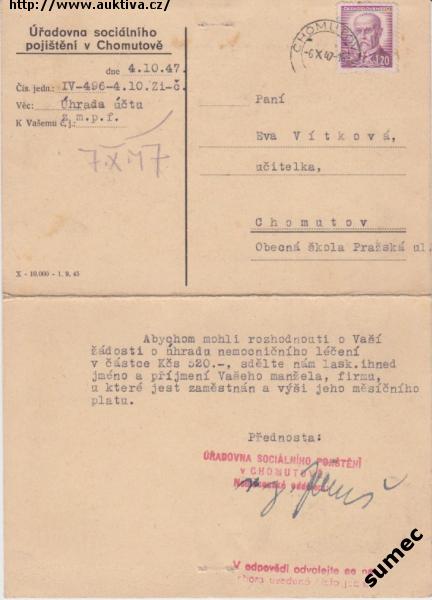 http://www.auktiva.cz/
Úřadovna sociálního
pojištění v Chomutově
dne 4.10.47.
Čís. jedn.: IV-496-4.10.Zi-č.
Věc: Úhrada účtu
K Vašemu č. j.: z.m.p.f.
7 X 47
X - 10.000 - 1. 9. 45
ČESKOSLOVENSKO
1.20
CHOMUTOV
-6.X.47
Paní
Eva Vítková,
učitelka,
Chomutov
Obecná škola Pražská ul.
Abychom mohli rozhodnouti o Vaší
žádosti o úhradu nemocničního léčení
v částce Kčs 520.-, sdělte nám lask.ihned
jméno a příjmení Vašeho manžela, firmu,
u které jest zaměstnán a výši jeho měsíčního
platu.
Přednosta:
ÚŘADOVNA SOCIÁLNÍHO POJIŠTĚNÍ
v CHOMUTOVĚ
V odpovědi odvolejte se na
shora uvedené číslo
sumec